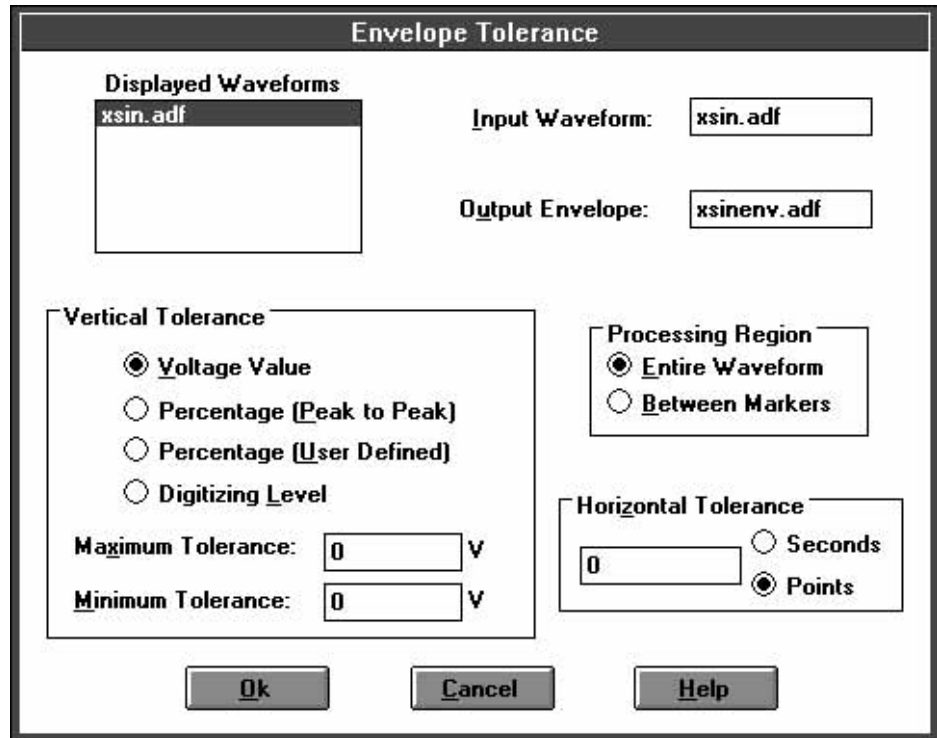 Envelope Tolerance
Displayed Waveforms
xsin.adf
Input Waveform: xsin.adf
Output Envelope: xsinenv.adf
Vertical Tolerance
Voltage Value
Percentage (Peak to Peak)
Percentage (User Defined)
Digitizing Level
Maximum Tolerance: 0 V
Minimum Tolerance: 0 V
Processing Region
Entire Waveform
Between Markers
Horizontal Tolerance
0
Seconds
Points
Ok
Cancel
Help